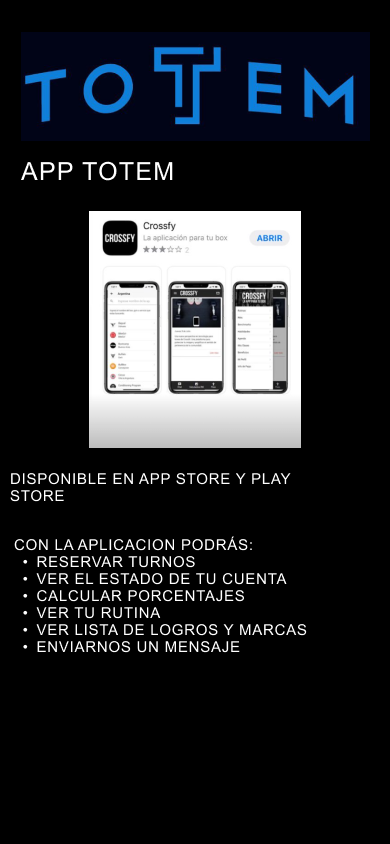 TOTEM
APP TOTEM
Crossfy
La aplicación para tu box
ABRIR
CROSSFY
CROSSFY
CROSSFY
DISPONIBLE EN APP STORE Y PLAY
STORE
CON LA APLICACION PODRÁS:
• RESERVAR TURNOS
• VER EL ESTADO DE TU CUENTA
• CALCULAR PORCENTAJES
• VER TU RUTINA
• VER LISTA DE LOGROS Y MARCAS
• ENVIARNOS UN MENSAJE